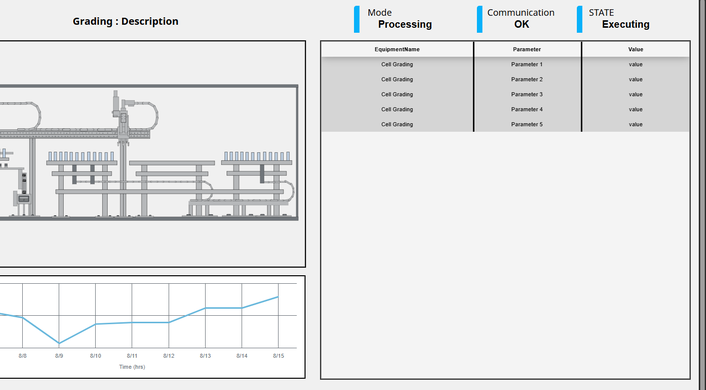 Grading : Description
Mode
Processing
Communication
OK
STATE
Executing
EquipmentName Parameter Value
Cell Grading Parameter 1 value
Cell Grading Parameter 2 value
Cell Grading Parameter 3 value
Cell Grading Parameter 4 value
Cell Grading Parameter 5 value
8/8 8/9 8/10 8/11 8/12 8/13 8/14 8/15
Time (hrs)